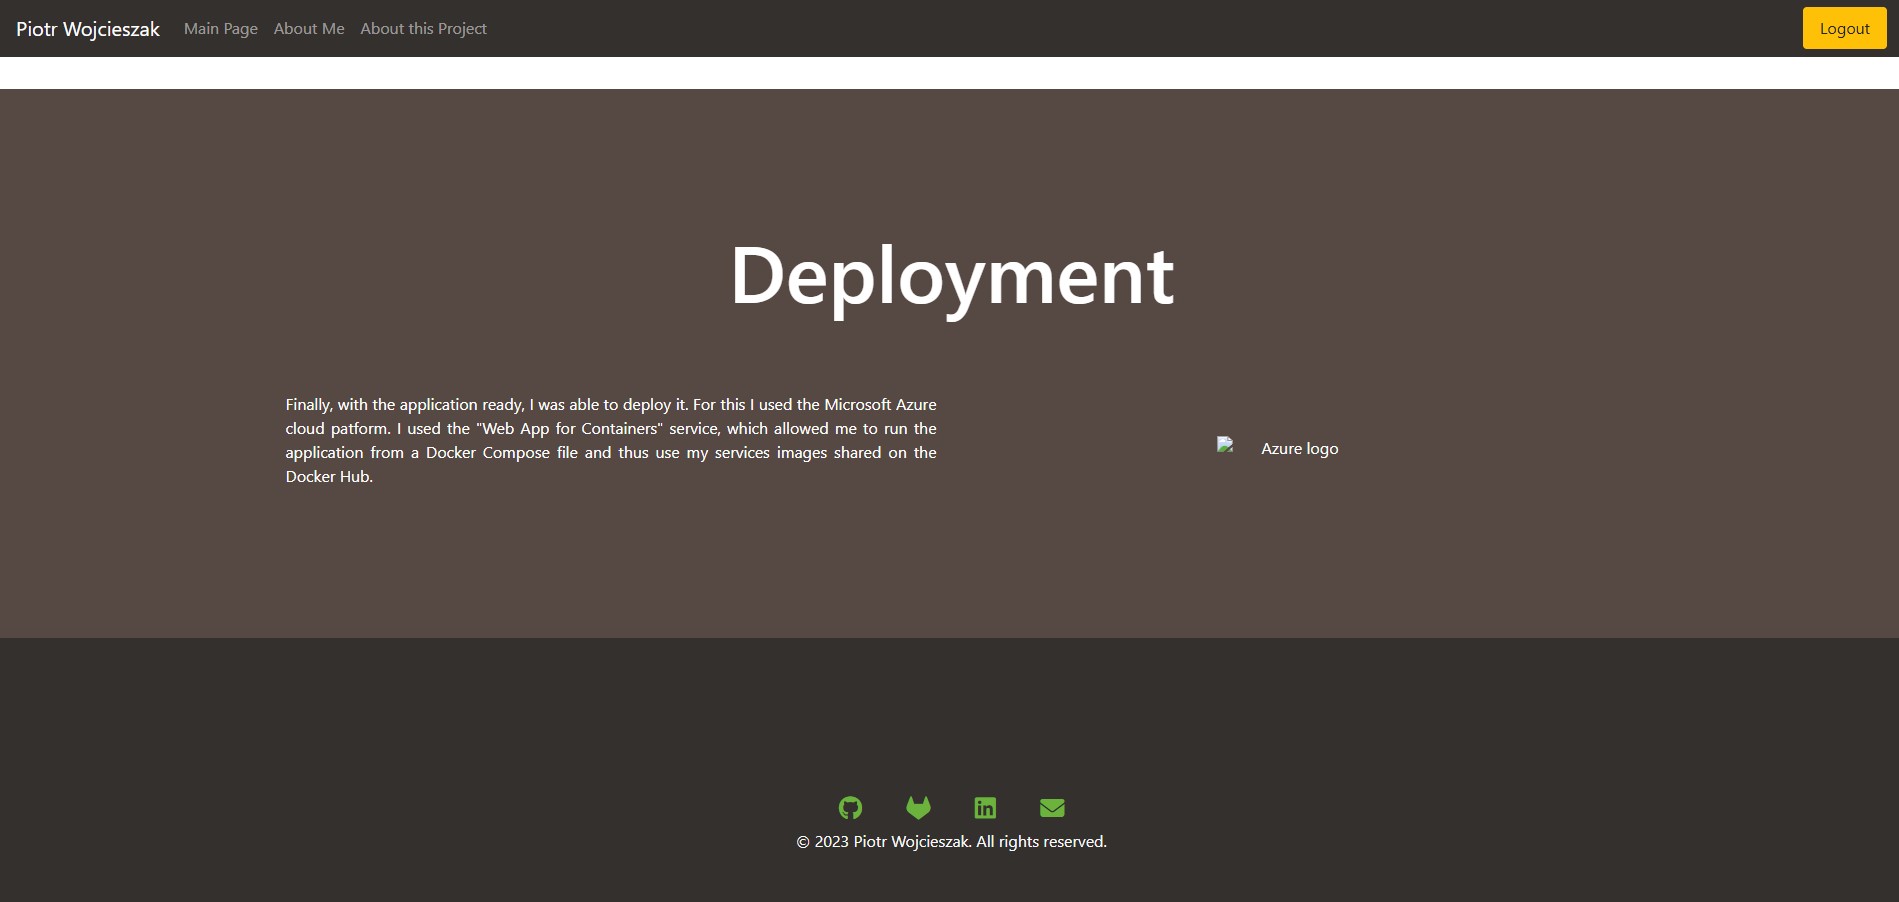 Piotr Wojcieszak Main Page About Me About this Project Logout
Deployment
Finally, with the application ready, I was able to deploy it. For this I used the Microsoft Azure
cloud patform. I used the "Web App for Containers" service, which allowed me to run the
application from a Docker Compose file and thus use my services images shared on the
Docker Hub.
Azure logo
in
© 2023 Piotr Wojcieszak. All rights reserved.